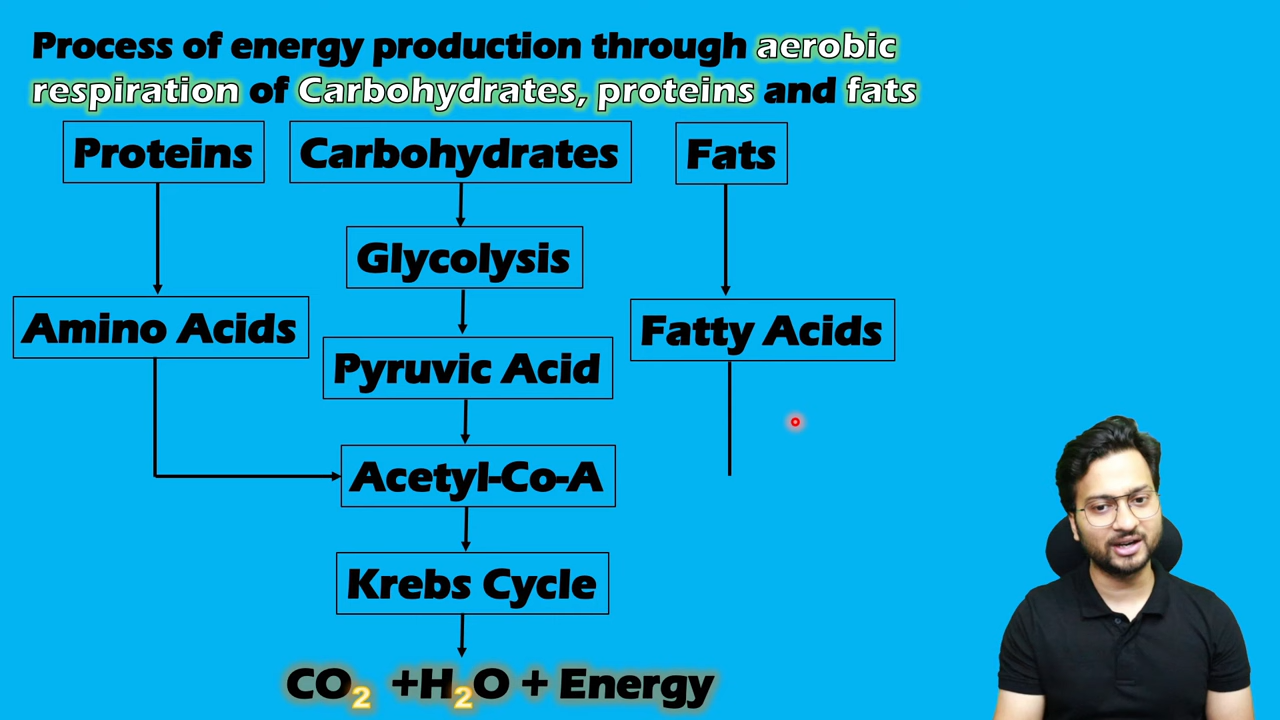 Process of energy production through aerobic
respiration of Carbohydrates, proteins and fats
Proteins
Carbohydrates
Fats
Glycolysis
Amino Acids
Fatty Acids
Pyruvic Acid
Acetyl-Co-A
Krebs Cycle
CO₂ +H₂O + Energy